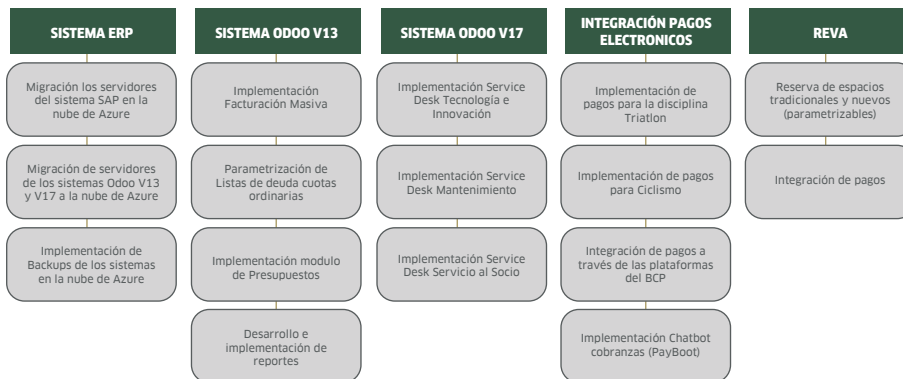 SISTEMA ERP
Migración los servidores
del sistema SAP en la
nube de Azure
Migración de servidores
de los sistemas Odoo V13
y V17 a la nube de Azure
Implementación de
Backups de los sistemas
en la nube de Azure
SISTEMA ODOO V13
Implementación
Facturación Masiva
Parametrización de
Listas de deuda cuotas
ordinarias
Implementación modulo
de Presupuestos
Desarrollo e
implementación de
reportes
SISTEMA ODOO V17
Implementación Service
Desk Tecnología e
Innovación
Implementación Service
Desk Mantenimiento
Implementación Service
Desk Servicio al Socio
INTEGRACIÓN PAGOS
ELECTRONICOS
Implementación de
pagos para la disciplina
Triatlon
Implementación de pagos
para Ciclismo
Integración de pagos a
través de las plataformas
del BCP
Implementación Chatbot
cobranzas (PayBoot)
REVA
Reserva de espacios
tradicionales y nuevos
(parametrizables)
Integración de pagos